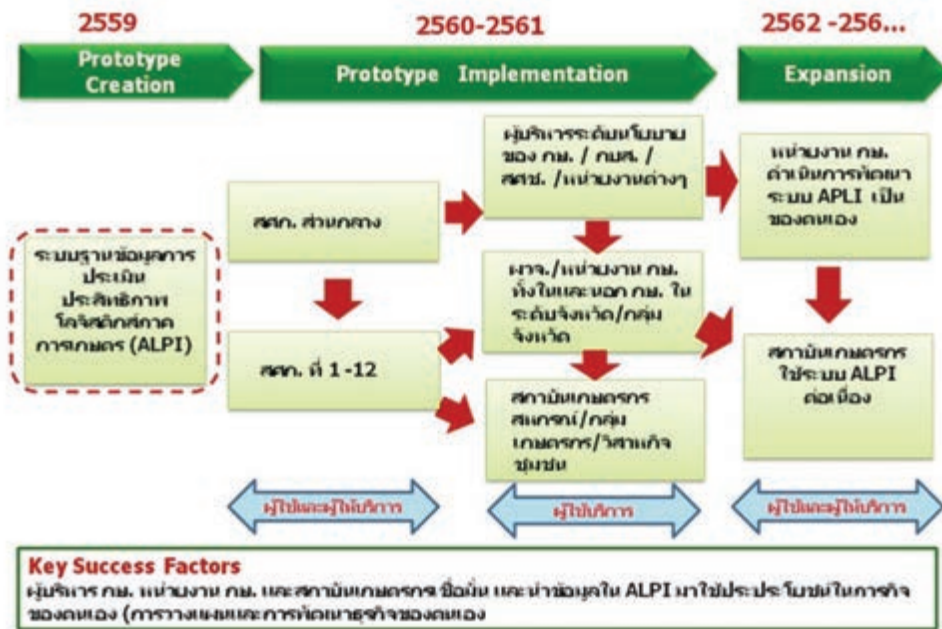 2559
2560-2561
2562 -256...
Prototype
Creation
Prototype Implementation
Expansion
ระบบฐานข้อมูลการ
ประเมิน
ประสิทธิภาพ
โลจิสติกส์ภาค
การเกษตร (ALPI)
สศก. ส่วนกลาง
สศก. ที่ 1 -12
ผู้บริหารระดับนโยบาย
ของ กษ. / กบส. /
สศช. /หน่วยงานต่างๆ
ผวจ./หน่วยงาน กษ.
ทั้งในและนอก กษ. ใน
ระดับจังหวัด/กลุ่ม
จังหวัด
สถาบันเกษตรกร
สหกรณ์/กลุ่ม
เกษตรกร/วิสาหกิจ
ชุมชน
หน่วยงาน กษ.
ดำเนินการพัฒนา
ระบบ APLI เป็น
ของตนเอง
สถาบันเกษตรกร
ใช้ระบบ ALPI
ต่อเนื่อง
ผู้ใช้และผู้ให้บริการ
ผู้ใช้บริการ
ผู้ใช้และผู้ให้บริการ
Key Success Factors
ผู้บริหาร กษ. หน่วยงาน กษ. และสถาบันเกษตรกร เชื่อมั่น และนำข้อมูลใน ALPI มาใช้ประประโยชน์ในภารกิจ
ของตนเอง (การวางแผนและการพัฒนาธุรกิจของตนเอง